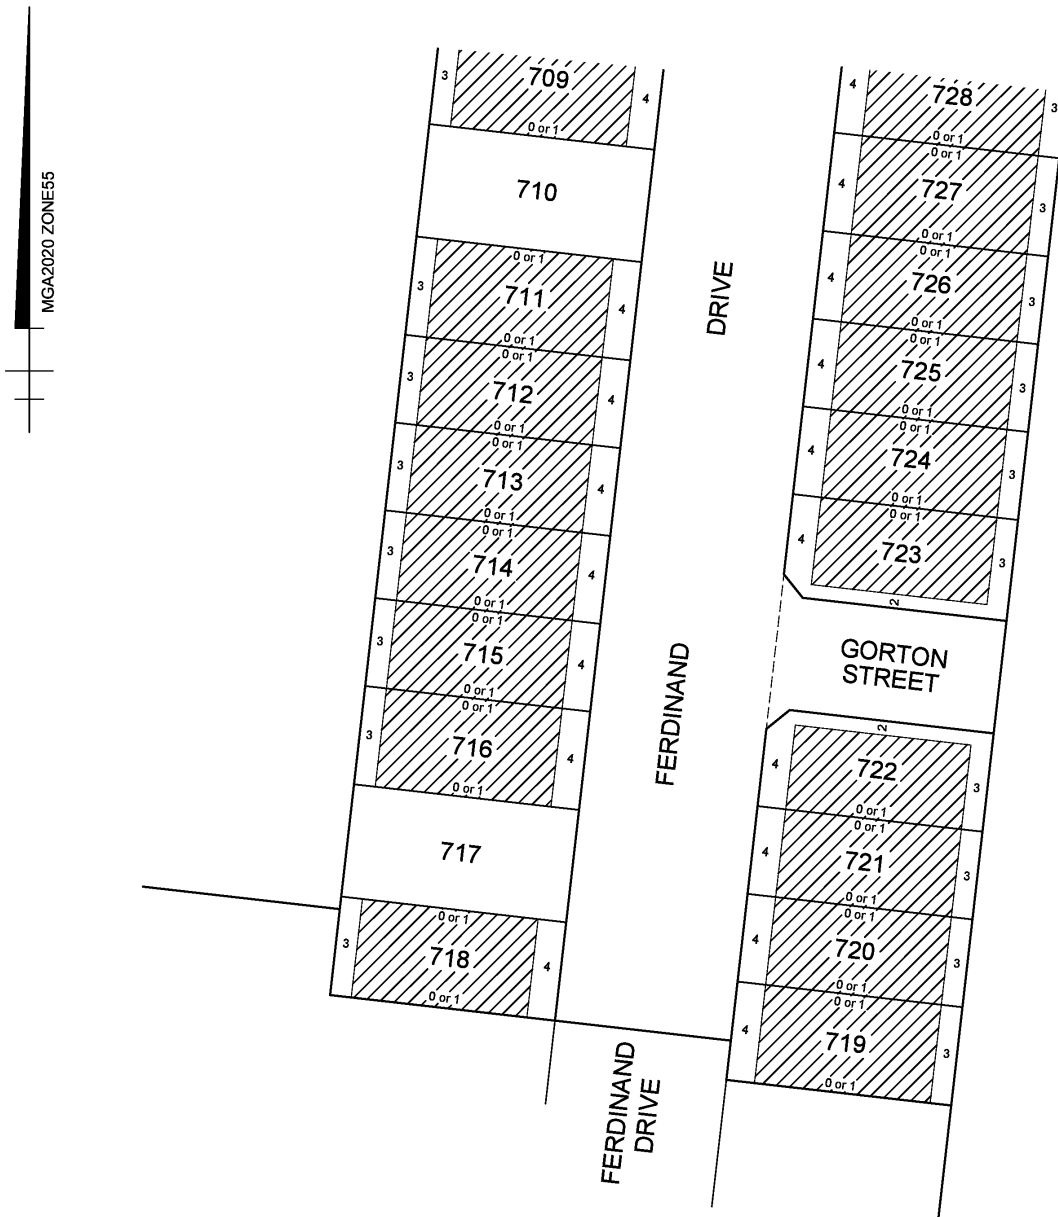 MGA2020 ZONE55
3
709
4
0 or 1
710
0 or 1
3
711
4
0 or 1
0 or 1
3
712
4
0 or 1
0 or 1
3
713
4
0 or 1
0 or 1
3
714
4
0 or 1
0 or 1
3
715
4
0 or 1
0 or 1
3
716
4
0 or 1
717
0 or 1
3
718
4
0 or 1
DRIVE
FERDINAND
FERDINAND
DRIVE
4
728
3
0 or 1
0 or 1
4
727
3
0 or 1
0 or 1
4
726
3
0 or 1
0 or 1
4
725
3
0 or 1
0 or 1
4
724
3
0 or 1
0 or 1
4
723
3
2
GORTON
STREET
2
4
722
3
0 or 1
0 or 1
4
721
3
0 or 1
0 or 1
4
720
3
0 or 1
0 or 1
4
719
3
0 or 1